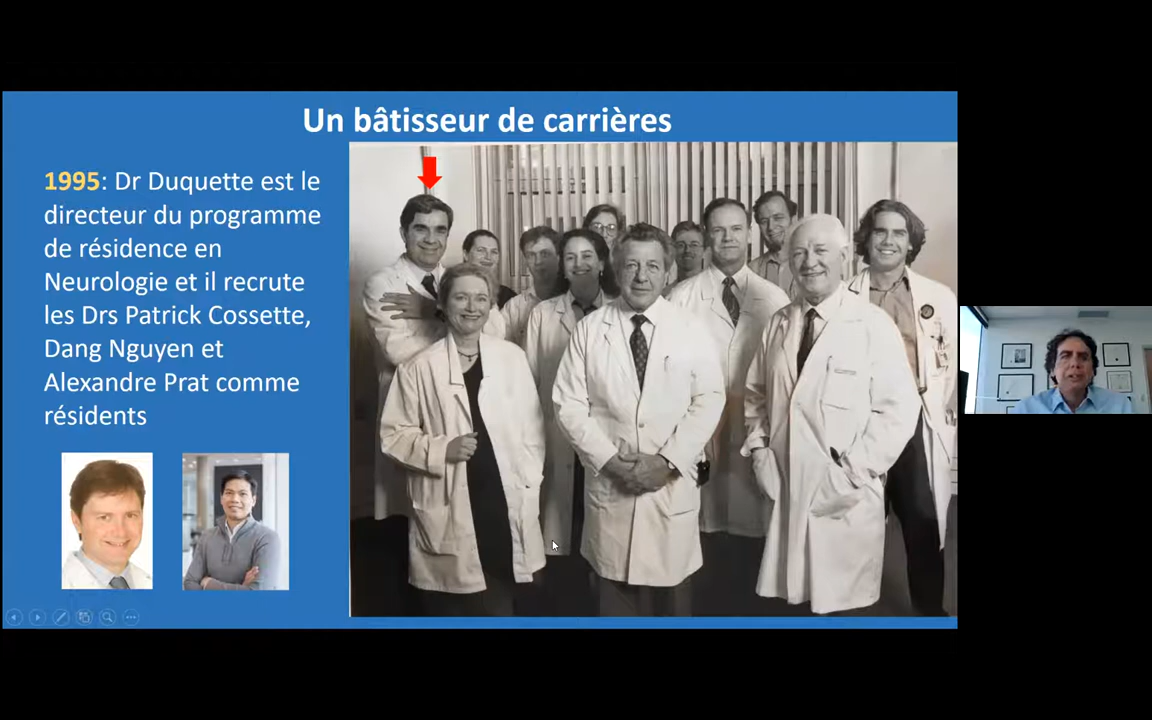 Un bâtisseur de carrières
1995: Dr Duquette est le
directeur du programme
de résidence en
Neurologie et il recrute
les Drs Patrick Cossette,
Dang Nguyen et
Alexandre Prat comme
résidents